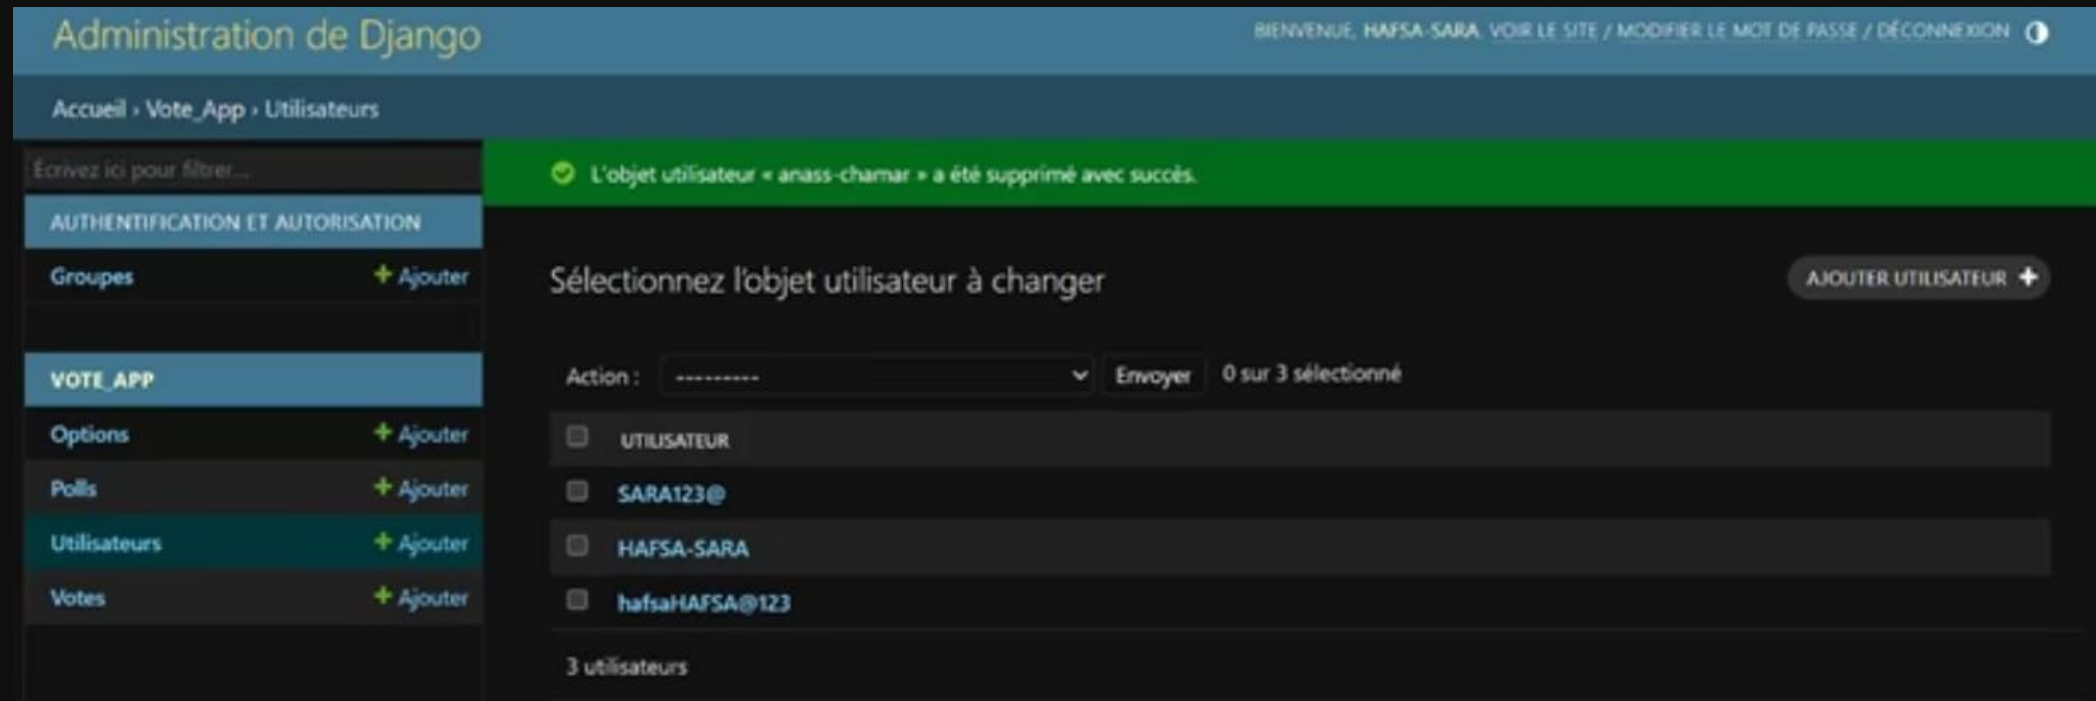 Administration de Django
BIENVENUE, HAFSA-SARA. VOIR LE SITE / MODIFIER LE MOT DE PASSE / DÉCONNEXION
Accueil › Vote_App › Utilisateurs
Écrivez ici pour filtrer…
L'objet utilisateur « anass-chamar » a été supprimé avec succès.
AUTHENTIFICATION ET AUTORISATION
Groupes + Ajouter
Sélectionnez l'objet utilisateur à changer
AJOUTER UTILISATEUR +
VOTE_APP
Action : --------- Envoyer 0 sur 3 sélectionné
Options + Ajouter
UTILISATEUR
Polls + Ajouter
SARA123@
Utilisateurs + Ajouter
HAFSA-SARA
Votes + Ajouter
hafsaHAFSA@123
3 utilisateurs